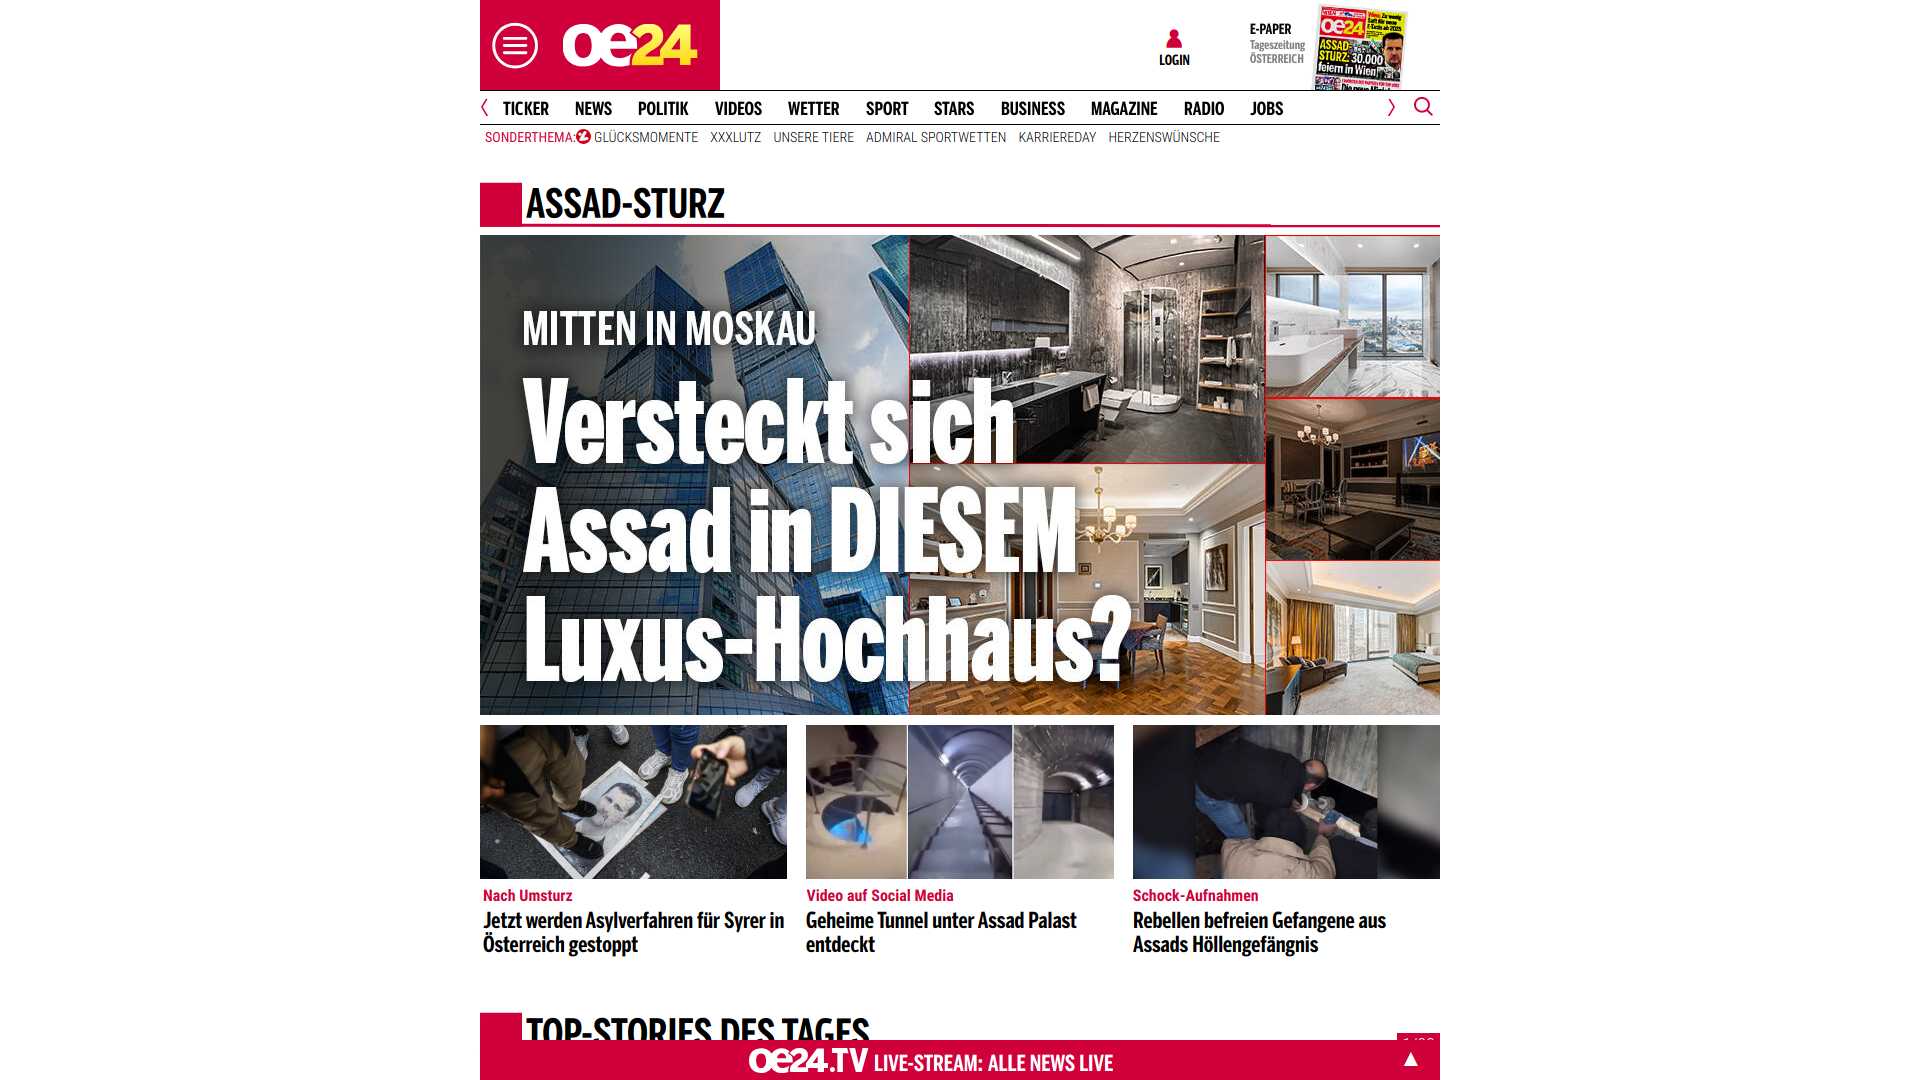 oe24
LOGIN
E-PAPER
Tageszeitung
ÖSTERREICH
WIEN
oe24
ASSAD-
STURZ: 30.000
feiern in Wien
TICKER NEWS POLITIK VIDEOS WETTER SPORT STARS BUSINESS MAGAZINE RADIO JOBS
SONDERTHEMA: GLÜCKSMOMENTE XXXLUTZ UNSERE TIERE ADMIRAL SPORTWETTEN KARRIEREDAY HERZENSWÜNSCHE
ASSAD-STURZ
MITTEN IN MOSKAU
Versteckt sich
Assad in DIESEM
Luxus-Hochhaus?
Nach Umsturz
Jetzt werden Asylverfahren für Syrer in
Österreich gestoppt
Video auf Social Media
Geheime Tunnel unter Assad Palast
entdeckt
Schock-Aufnahmen
Rebellen befreien Gefangene aus
Assads Höllengefängnis
TOP-STORIES DES TAGES
oe24.TV LIVE-STREAM: ALLE NEWS LIVE